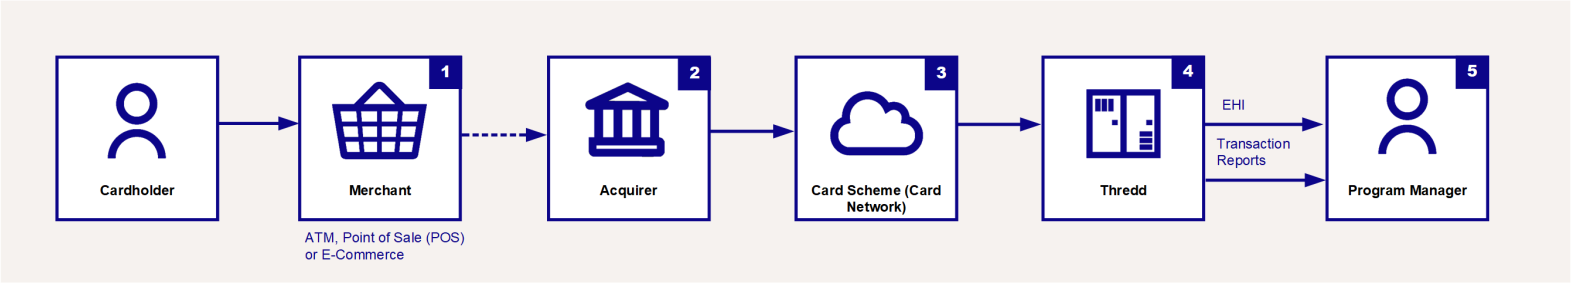 1
2
3
4
5
EHI
Transaction
Reports
Cardholder
Merchant
Acquirer
Card Scheme (Card
Network)
Thredd
Program Manager
ATM, Point of Sale (POS)
or E-Commerce